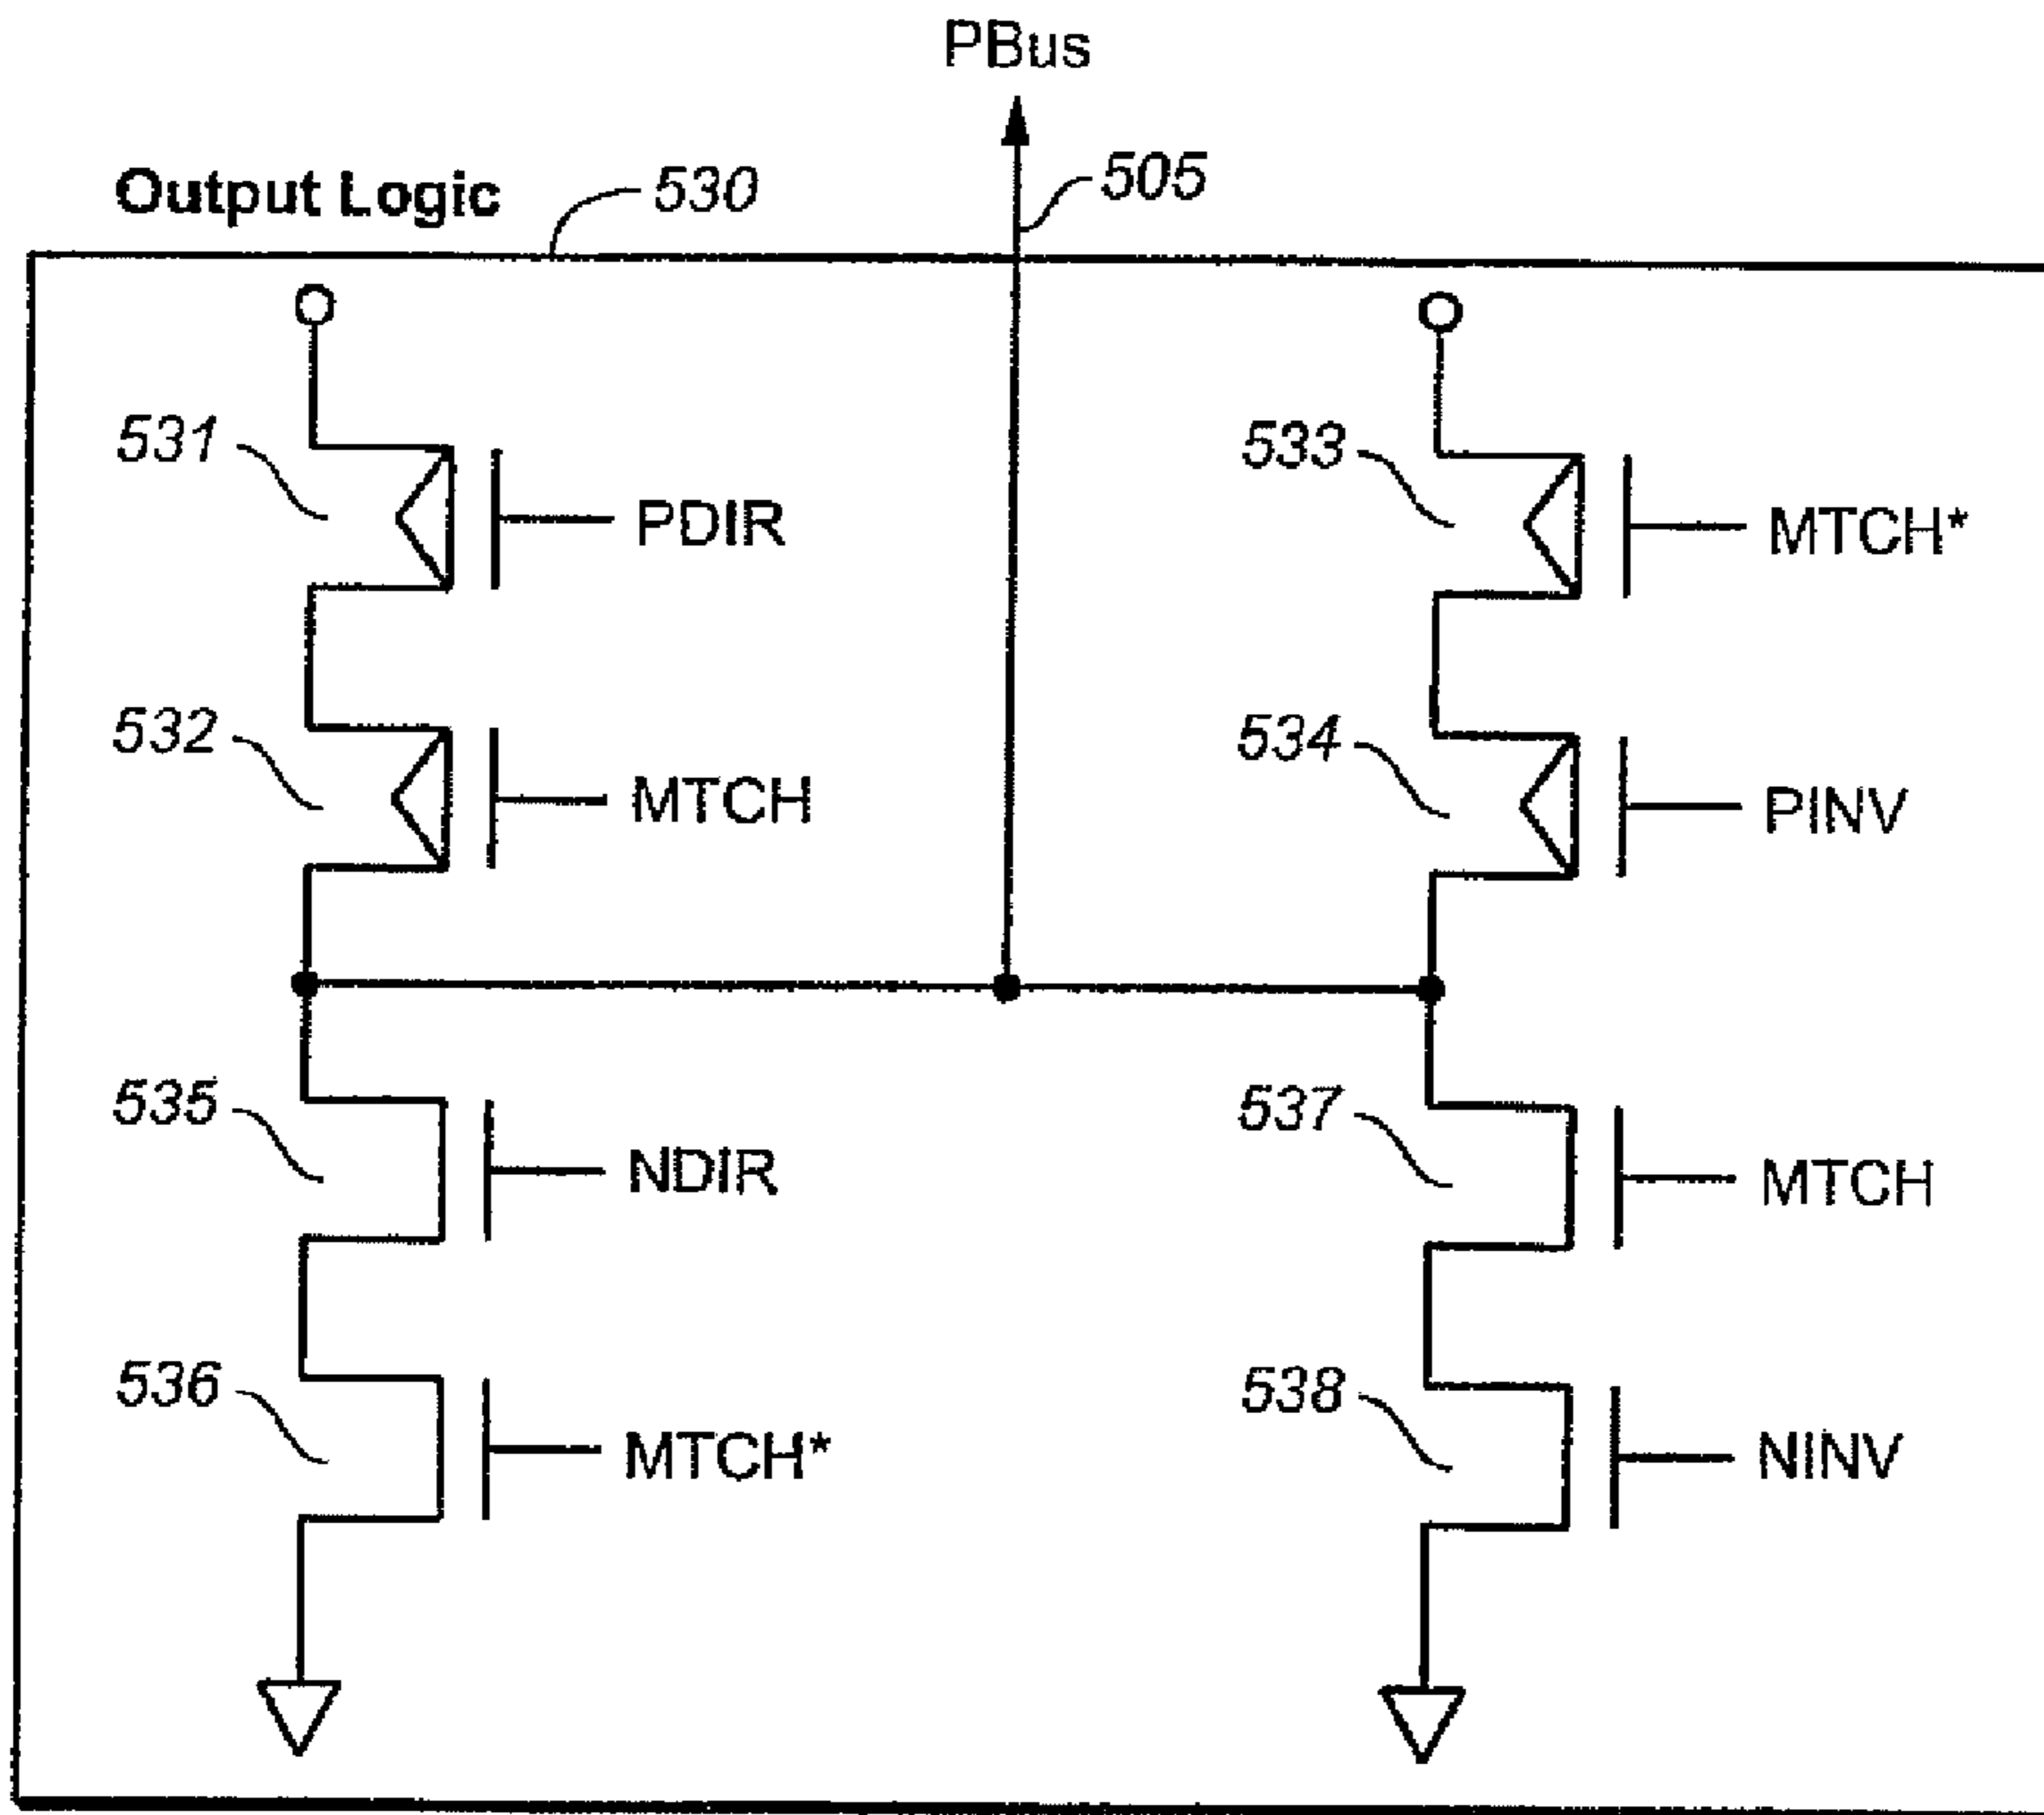 PBus
Output Logic
530
505
531
PDIR
533
MTCH*
532
MTCH
534
PINV
535
NDIR
537
MTCH
536
MTCH*
538
NINV